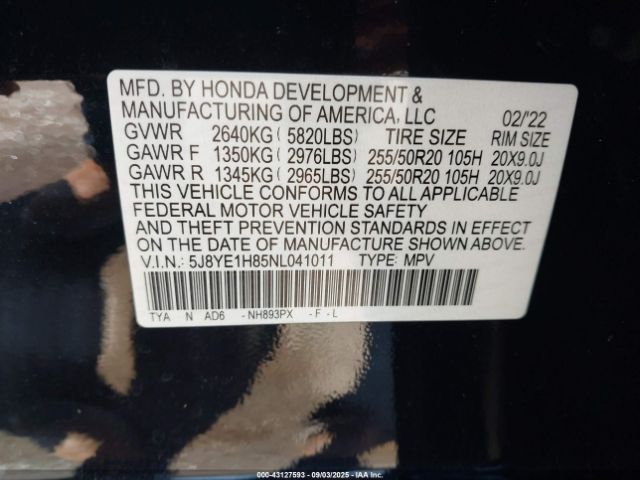 MFD. BY HONDA DEVELOPMENT &
MANUFACTURING OF AMERICA, LLC 02/'22
GVWR 2640KG ( 5820LBS) TIRE SIZE RIM SIZE
GAWR F 1350KG ( 2976LBS) 255/50R20 105H 20X9.0J
GAWR R 1345KG ( 2965LBS) 255/50R20 105H 20X9.0J
THIS VEHICLE CONFORMS TO ALL APPLICABLE
FEDERAL MOTOR VEHICLE SAFETY
AND THEFT PREVENTION STANDARDS IN EFFECT
ON THE DATE OF MANUFACTURE SHOWN ABOVE.
V.I.N.: 5J8YE1H85NL041011 TYPE: MPV
TYA N AD6 -NH893PX -F-L
© 43127593 - 09/03/2025 - IAA Inc.